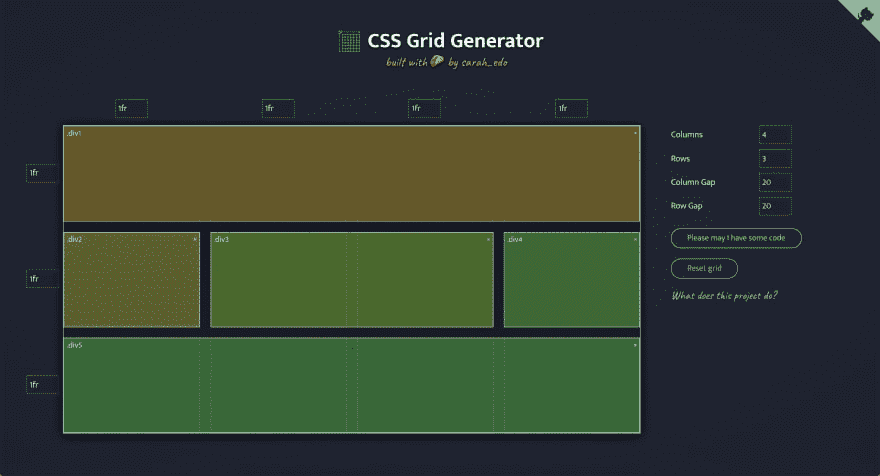 CSS Grid Generator
built with by carah_edo
1fr 1fr 1fr 1fr
.div1 ×
1fr
.div2 × .div3 × .div4 ×
1fr
.div5 ×
1fr
Columns 4
Rows 3
Column Gap 20
Row Gap 20
Please may I have some code
Reset grid
What does this project do?